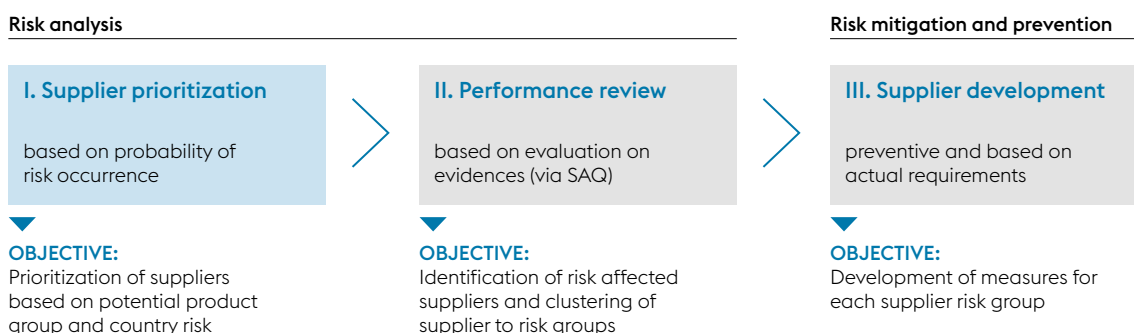 Risk analysis
I. Supplier prioritization
based on probability of
risk occurrence
OBJECTIVE:
Prioritization of suppliers
based on potential product
group and country risk
II. Performance review
based on evaluation on
evidences (via SAQ)
OBJECTIVE:
Identification of risk affected
suppliers and clustering of
supplier to risk groups
Risk mitigation and prevention
III. Supplier development
preventive and based on
actual requirements
OBJECTIVE:
Development of measures for
each supplier risk group